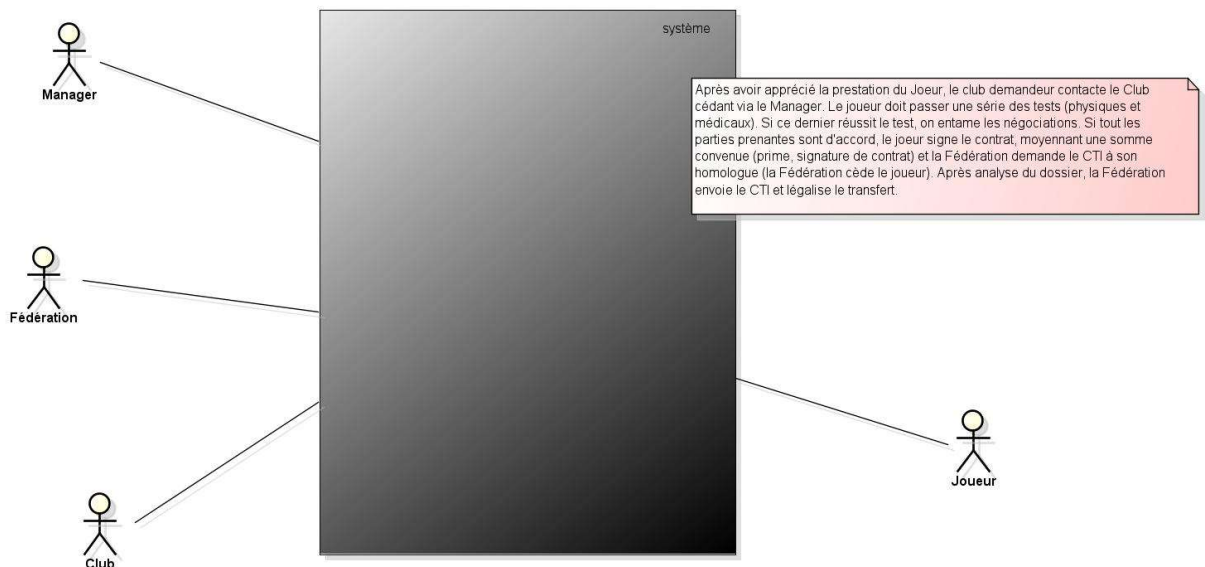 système
Manager
Après avoir apprécié la prestation du Joeur, le club demandeur contacte le Club
cédant via le Manager. Le joueur doit passer une série des tests (physiques et
médicaux). Si ce dernier réussit le test, on entame les négociations. Si tout les
parties prenantes sont d'accord, le joeur signe le contrat, moyennant une somme
convenue (prime, signature de contrat) et la Fédération demande le CTI à son
homologue (la Fédération cède le joueur). Après analyse du dossier, la Fédération
envoie le CTI et légalise le transfert.
Fédération
Joueur
Club